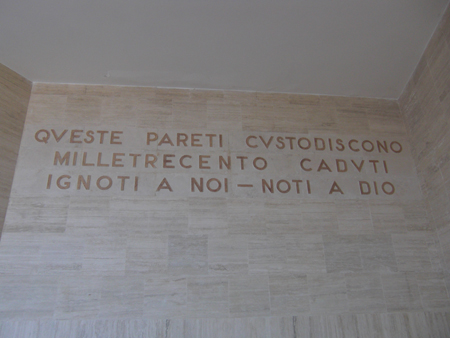 QVESTE PARETI CVSTODISCONO
MILLETRECENTO CADVTI
IGNOTI A NOI — NOTI A DIO